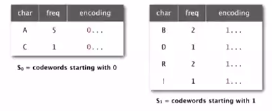 char freq encoding
A 5 0...
C 1 0...
S0 = codewords starting with 0
char freq encoding
B 2 1...
D 1 1...
R 2 1...
! 1 1...
S1 = codewords starting with 1